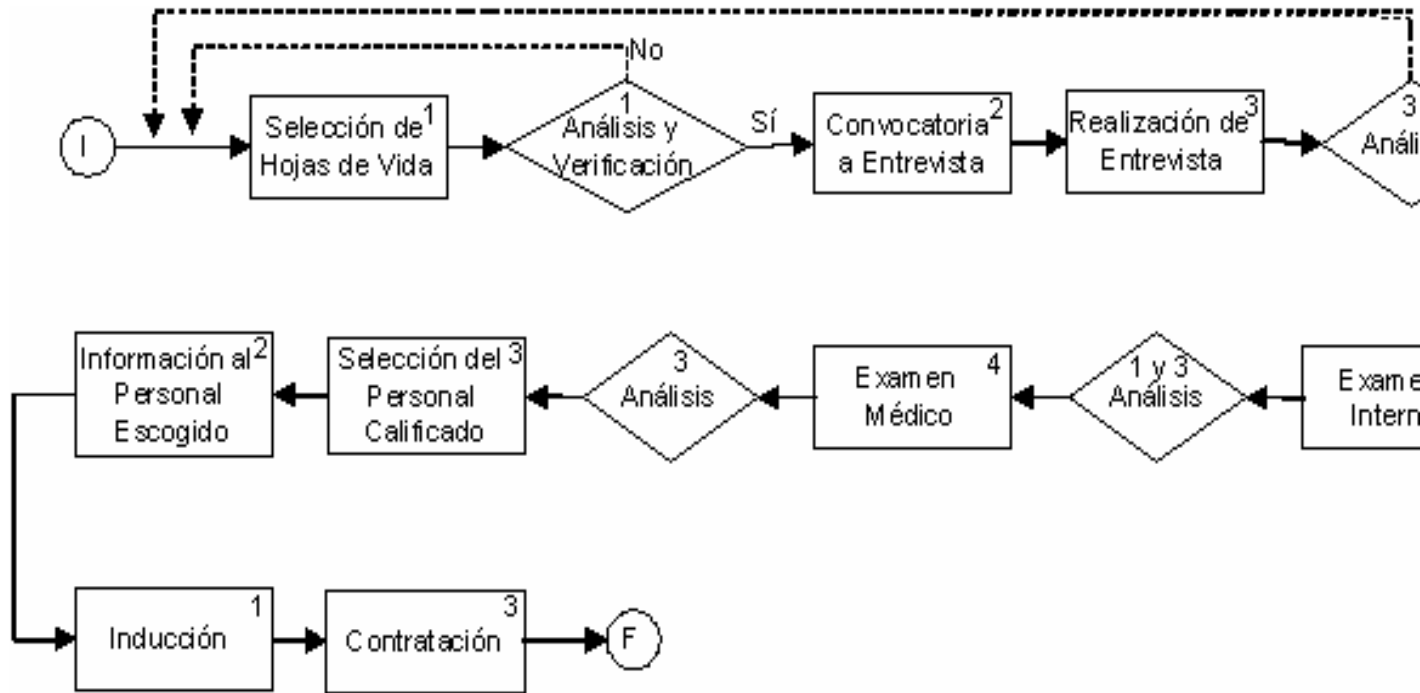 No
I
Selección de 1
Hojas de Vida
1
Análisis y
Verificación
Sí
Convocatoria 2
a Entrevista
Realización de 3
Entrevista
3
Información al 2
Personal
Escogido
Selección del 3
Personal
Calificado
3
Análisis
Examen 4
Médico
1 y 3
Análisis
1
Inducción
3
Contratación
F